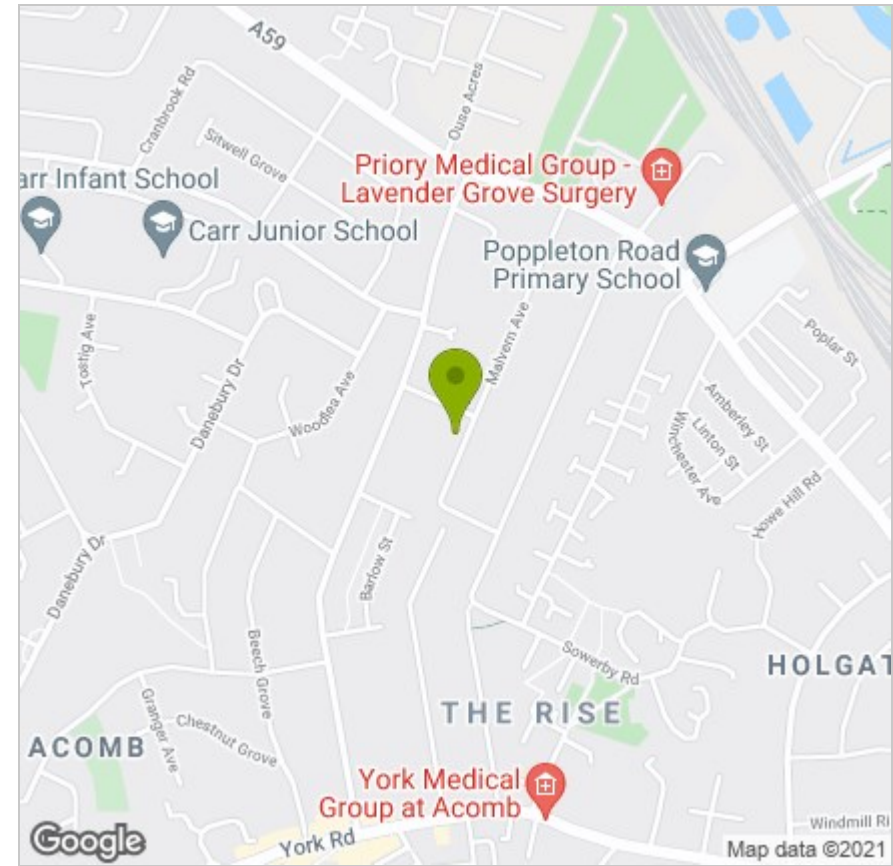 A59
Cranbrook Rd
Ouse Acres
Sitwell Grove
Priory Medical Group -
Lavender Grove Surgery
arr Infant School
Carr Junior School
Poppleton Road
Primary School
Tostig Ave
Danebury Dr
Woodlea Ave
Malvern Ave
Poplar St
Amberley St
Linton St
Winchester Ave
Howe Hill Rd
Danebury Dr
Barlow St
Beech Grove
Sowerby Rd
HOLGAT
Granger Ave
Chestnut Grove
THE RISE
ACOMB
York Medical
Group at Acomb
Windmill Ri
Google
York Rd
Map data ©2021